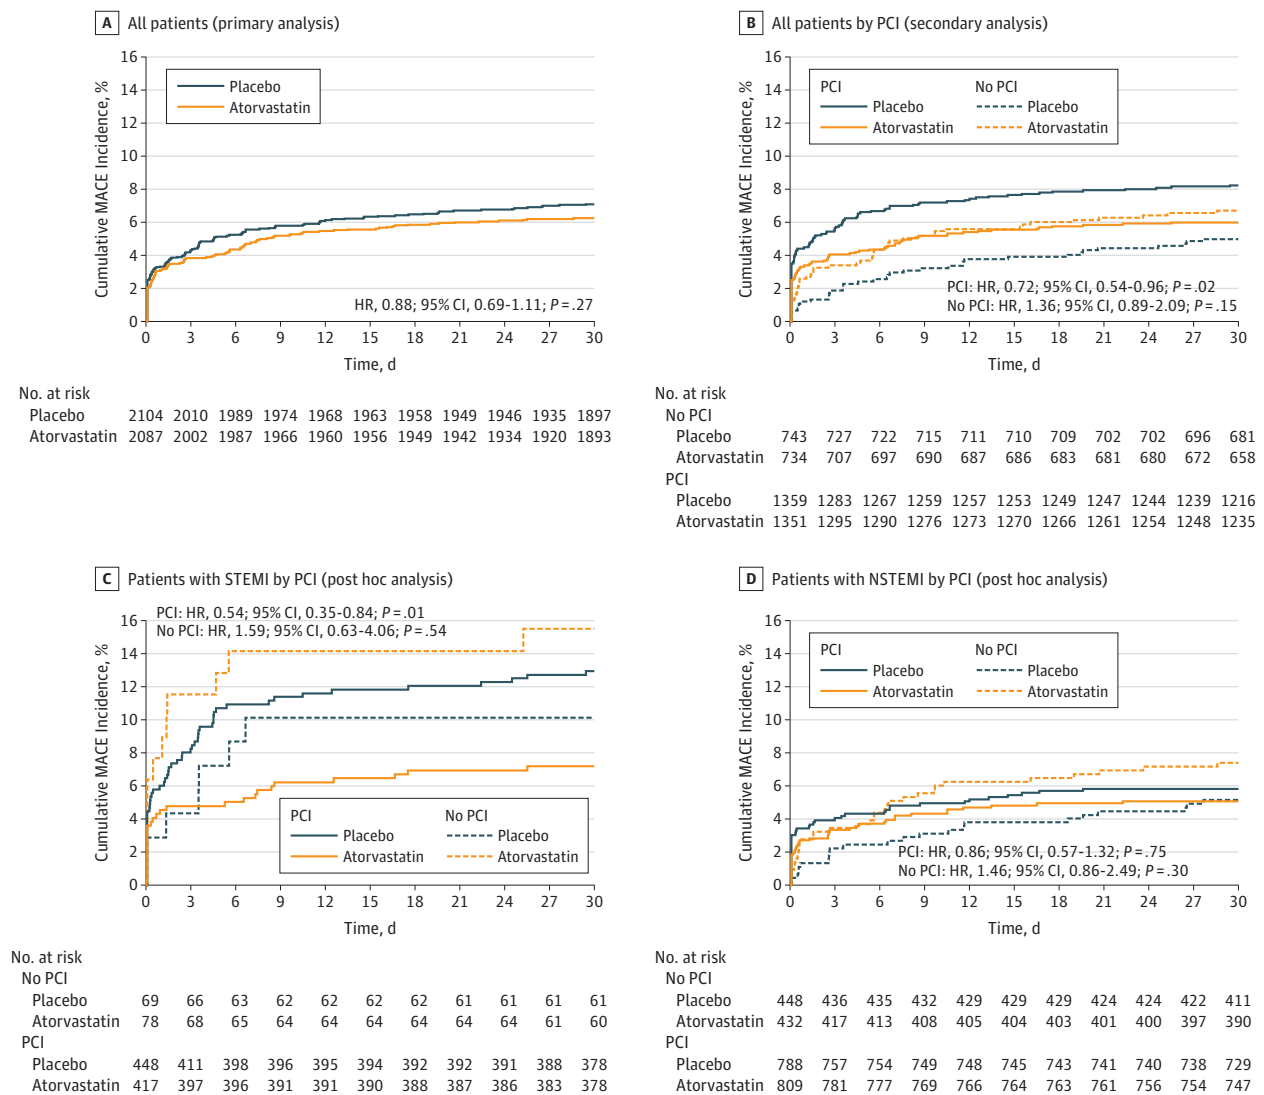 A All patients (primary analysis)
16
14
12
10
8
6
4
2
0
Cumulative MACE Incidence, %
Placebo
Atorvastatin
HR, 0.88; 95% CI, 0.69-1.11; P = .27
0 3 6 9 12 15 18 21 24 27 30
Time, d
No. at risk
Placebo 2104 2010 1989 1974 1968 1963 1958 1949 1946 1935 1897
Atorvastatin 2087 2002 1987 1966 1960 1956 1949 1942 1934 1920 1893
B All patients by PCI (secondary analysis)
16
14
12
10
8
6
4
2
0
Cumulative MACE Incidence, %
PCI No PCI
Placebo Placebo
Atorvastatin Atorvastatin
PCI: HR, 0.72; 95% CI, 0.54-0.96; P = .02
No PCI: HR, 1.36; 95% CI, 0.89-2.09; P = .15
0 3 6 9 12 15 18 21 24 27 30
Time, d
No. at risk
No PCI
Placebo 743 727 722 715 711 710 709 702 702 696 681
Atorvastatin 734 707 697 690 687 686 683 681 680 672 658
PCI
Placebo 1359 1283 1267 1259 1257 1253 1249 1247 1244 1239 1216
Atorvastatin 1351 1295 1290 1276 1273 1270 1266 1261 1254 1248 1235
C Patients with STEMI by PCI (post hoc analysis)
PCI: HR, 0.54; 95% CI, 0.35-0.84; P = .01
No PCI: HR, 1.59; 95% CI, 0.63-4.06; P = .54
16
14
12
10
8
6
4
2
0
Cumulative MACE Incidence, %
PCI No PCI
Placebo Placebo
Atorvastatin Atorvastatin
0 3 6 9 12 15 18 21 24 27 30
Time, d
No. at risk
No PCI
Placebo 69 66 63 62 62 62 62 61 61 61 61
Atorvastatin 78 68 65 64 64 64 64 64 64 61 60
PCI
Placebo 448 411 398 396 395 394 392 392 391 388 378
Atorvastatin 417 397 396 391 391 390 388 387 386 383 378
D Patients with NSTEMI by PCI (post hoc analysis)
16
14
12
10
8
6
4
2
0
Cumulative MACE Incidence, %
PCI No PCI
Placebo Placebo
Atorvastatin Atorvastatin
PCI: HR, 0.86; 95% CI, 0.57-1.32; P = .75
No PCI: HR, 1.46; 95% CI, 0.86-2.49; P = .30
0 3 6 9 12 15 18 21 24 27 30
Time, d
No. at risk
No PCI
Placebo 448 436 435 432 429 429 429 424 424 422 411
Atorvastatin 432 417 413 408 405 404 403 401 400 397 390
PCI
Placebo 788 757 754 749 748 745 743 741 740 738 729
Atorvastatin 809 781 777 769 766 764 763 761 756 754 747